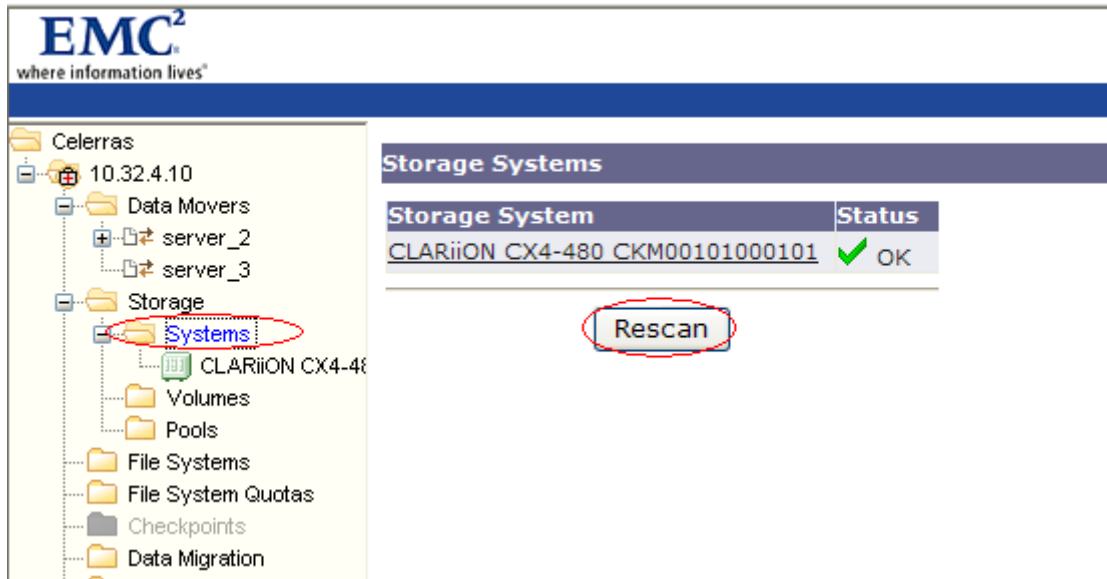 EMC²
where information lives®
Celerras
10.32.4.10
Data Movers
server_2
server_3
Storage
Systems
CLARiiON CX4-48
Volumes
Pools
File Systems
File System Quotas
Checkpoints
Data Migration
Storage Systems
Storage System Status
CLARiiON CX4-480 CKM00101000101 OK
Rescan